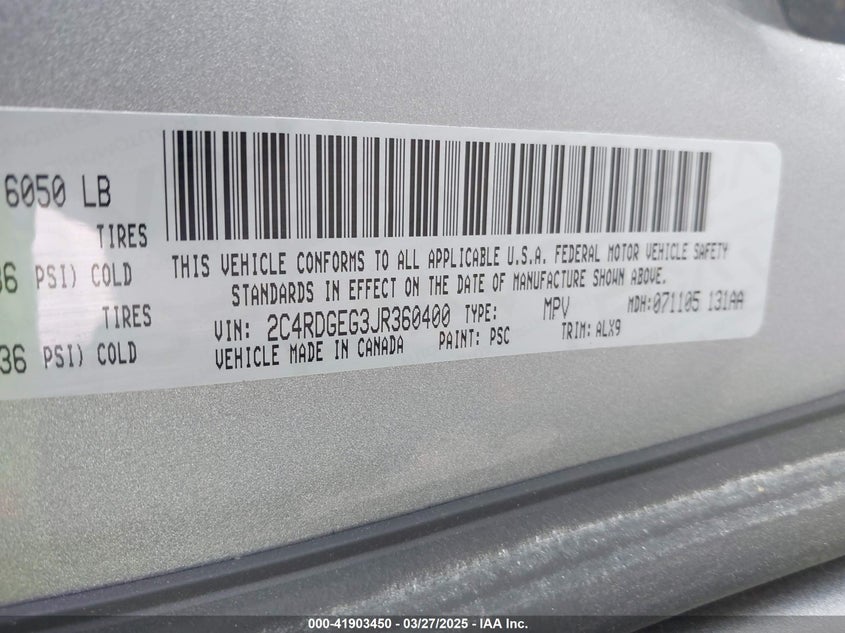 6050 LB
TIRES
36 PSI) COLD
TIRES
36 PSI) COLD
THIS VEHICLE CONFORMS TO ALL APPLICABLE U.S.A. FEDERAL MOTOR VEHICLE SAFETY
STANDARDS IN EFFECT ON THE DATE OF MANUFACTURE SHOWN ABOVE.
VIN: 2C4RDGEG3JR360400 TYPE: MPV MDH: 071105 131AA
VEHICLE MADE IN CANADA PAINT: PSC TRIM: ALX9
000-41903450 - 03/27/2025 - IAA Inc.